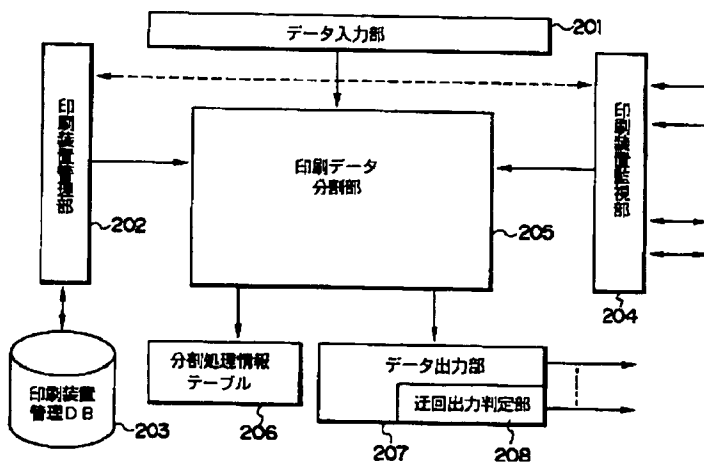 データ入力部
201
印刷装置管理部
202
印刷データ
分割部
205
印刷装置監視部
204
印刷装置
管理DB
203
分割処理情報
テーブル
206
データ出力部
迂回出力判定部
207
208